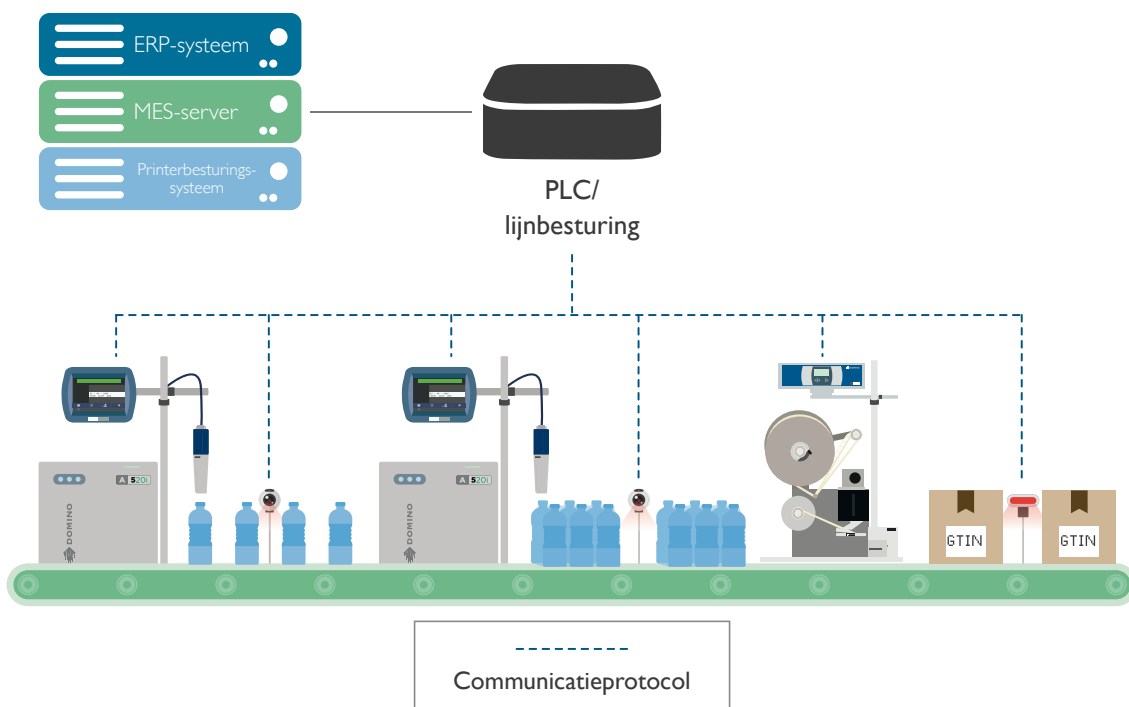 ERP-systeem
MES-server
Printerbesturings-
systeem
PLC/
lijnbesturing
A 520i
DOMINO
A 520i
DOMINO
GTIN
GTIN
Communicatieprotocol